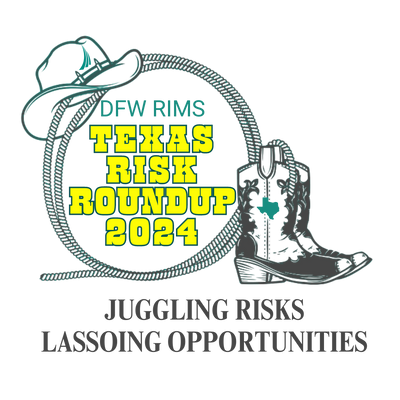 DFW RIMS
TEXAS
RISK
ROUNDUP
2024
JUGGLING RISKS
LASSOING OPPORTUNITIES